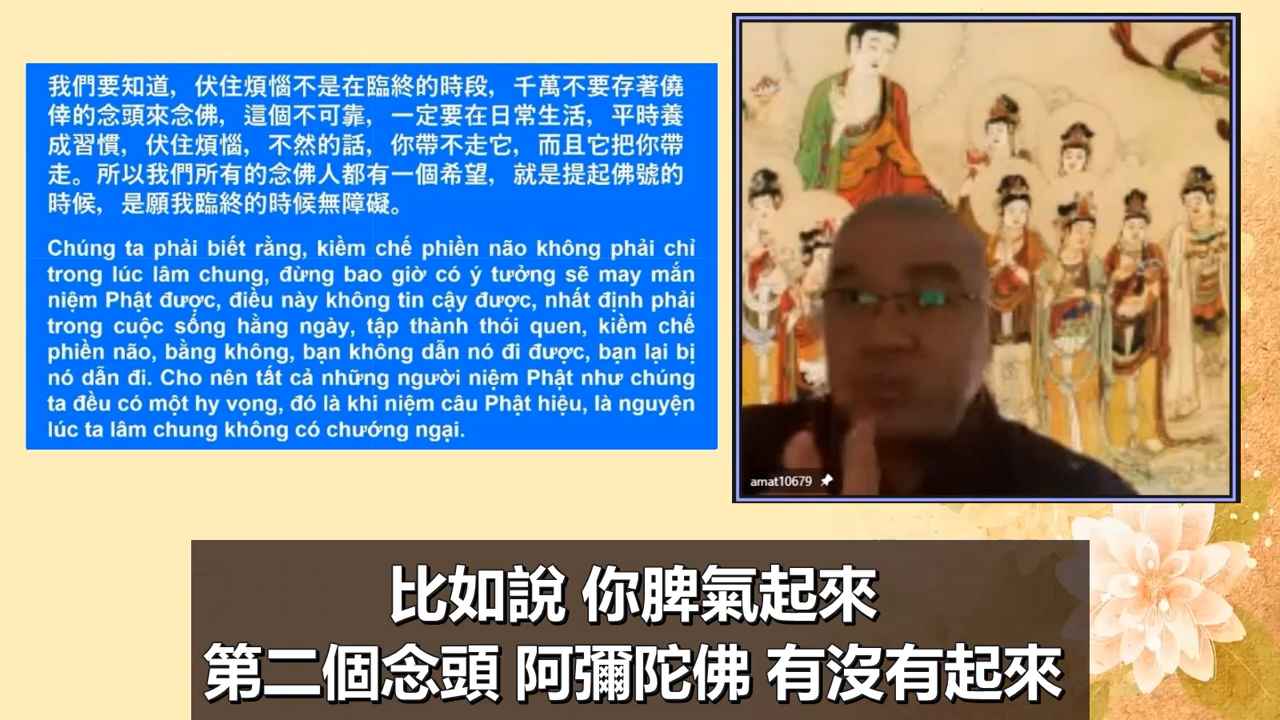 我們要知道，伏住煩惱不是在臨終的時段，千萬不要存著僥
倖的念頭來念佛，這個不可靠，一定要在日常生活，平時養
成習慣，伏住煩惱，不然的話，你帶不走它，而且它把你帶
走。所以我們所有的念佛人都有一個希望，就是提起佛號的
時候，是願我臨終的時候無障礙。
Chúng ta phải biết rằng, kiềm chế phiền não không phải chỉ
trong lúc lâm chung, đừng bao giờ có ý tưởng sẽ may mắn
niệm Phật được, điều này không tin cậy được, nhất định phải
trong cuộc sống hằng ngày, tập thành thói quen, kiềm chế
phiền não, bằng không, bạn không dẫn nó đi được, bạn lại bị
nó dẫn đi. Cho nên tất cả những người niệm Phật như chúng
ta đều có một hy vọng, đó là khi niệm câu Phật hiệu, là nguyện
lúc ta lâm chung không có chướng ngại.
amat10679
比如說 你脾氣起來
第二個念頭 阿彌陀佛 有沒有起來